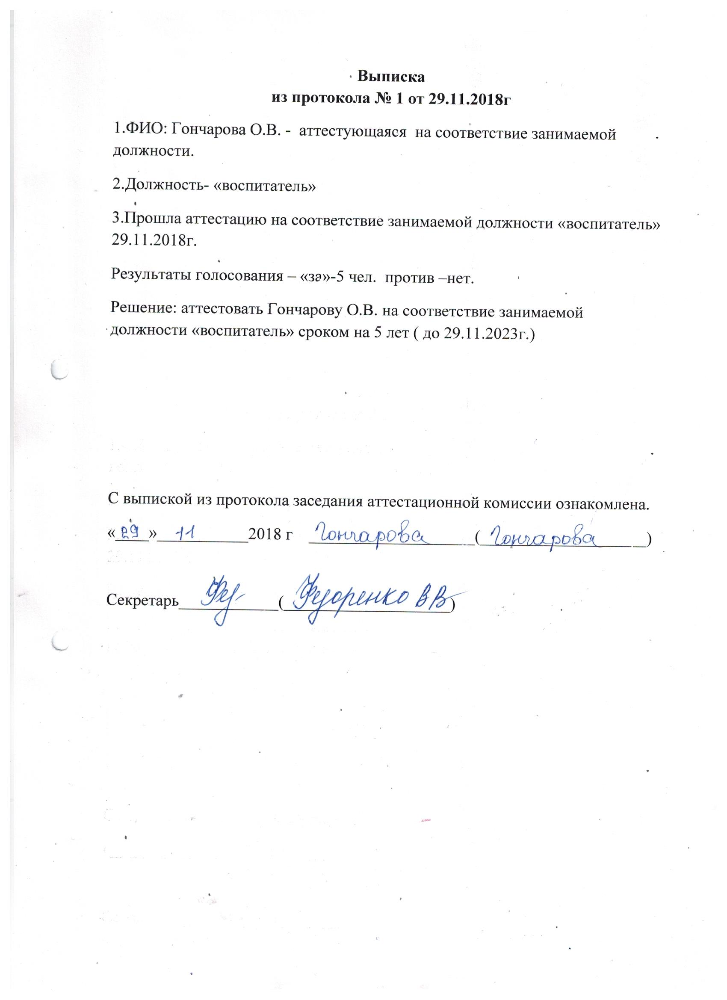 Выписка
из протокола № 1 от 29.11.2018г
1.ФИО: Гончарова О.В. - аттестующаяся на соответствие занимаемой
должности.
2.Должность- «воспитатель»
3.Прошла аттестацию на соответствие занимаемой должности «воспитатель»
29.11.2018г.
Результаты голосования – «за»-5 чел. против –нет.
Решение: аттестовать Гончарову О.В. на соответствие занимаемой
должности «воспитатель» сроком на 5 лет ( до 29.11.2023г.)
С выпиской из протокола заседания аттестационной комиссии ознакомлена.
«29» 11 2018 г Гончарова (Гончарова)
Секретарь Фед (Федоренко В В)